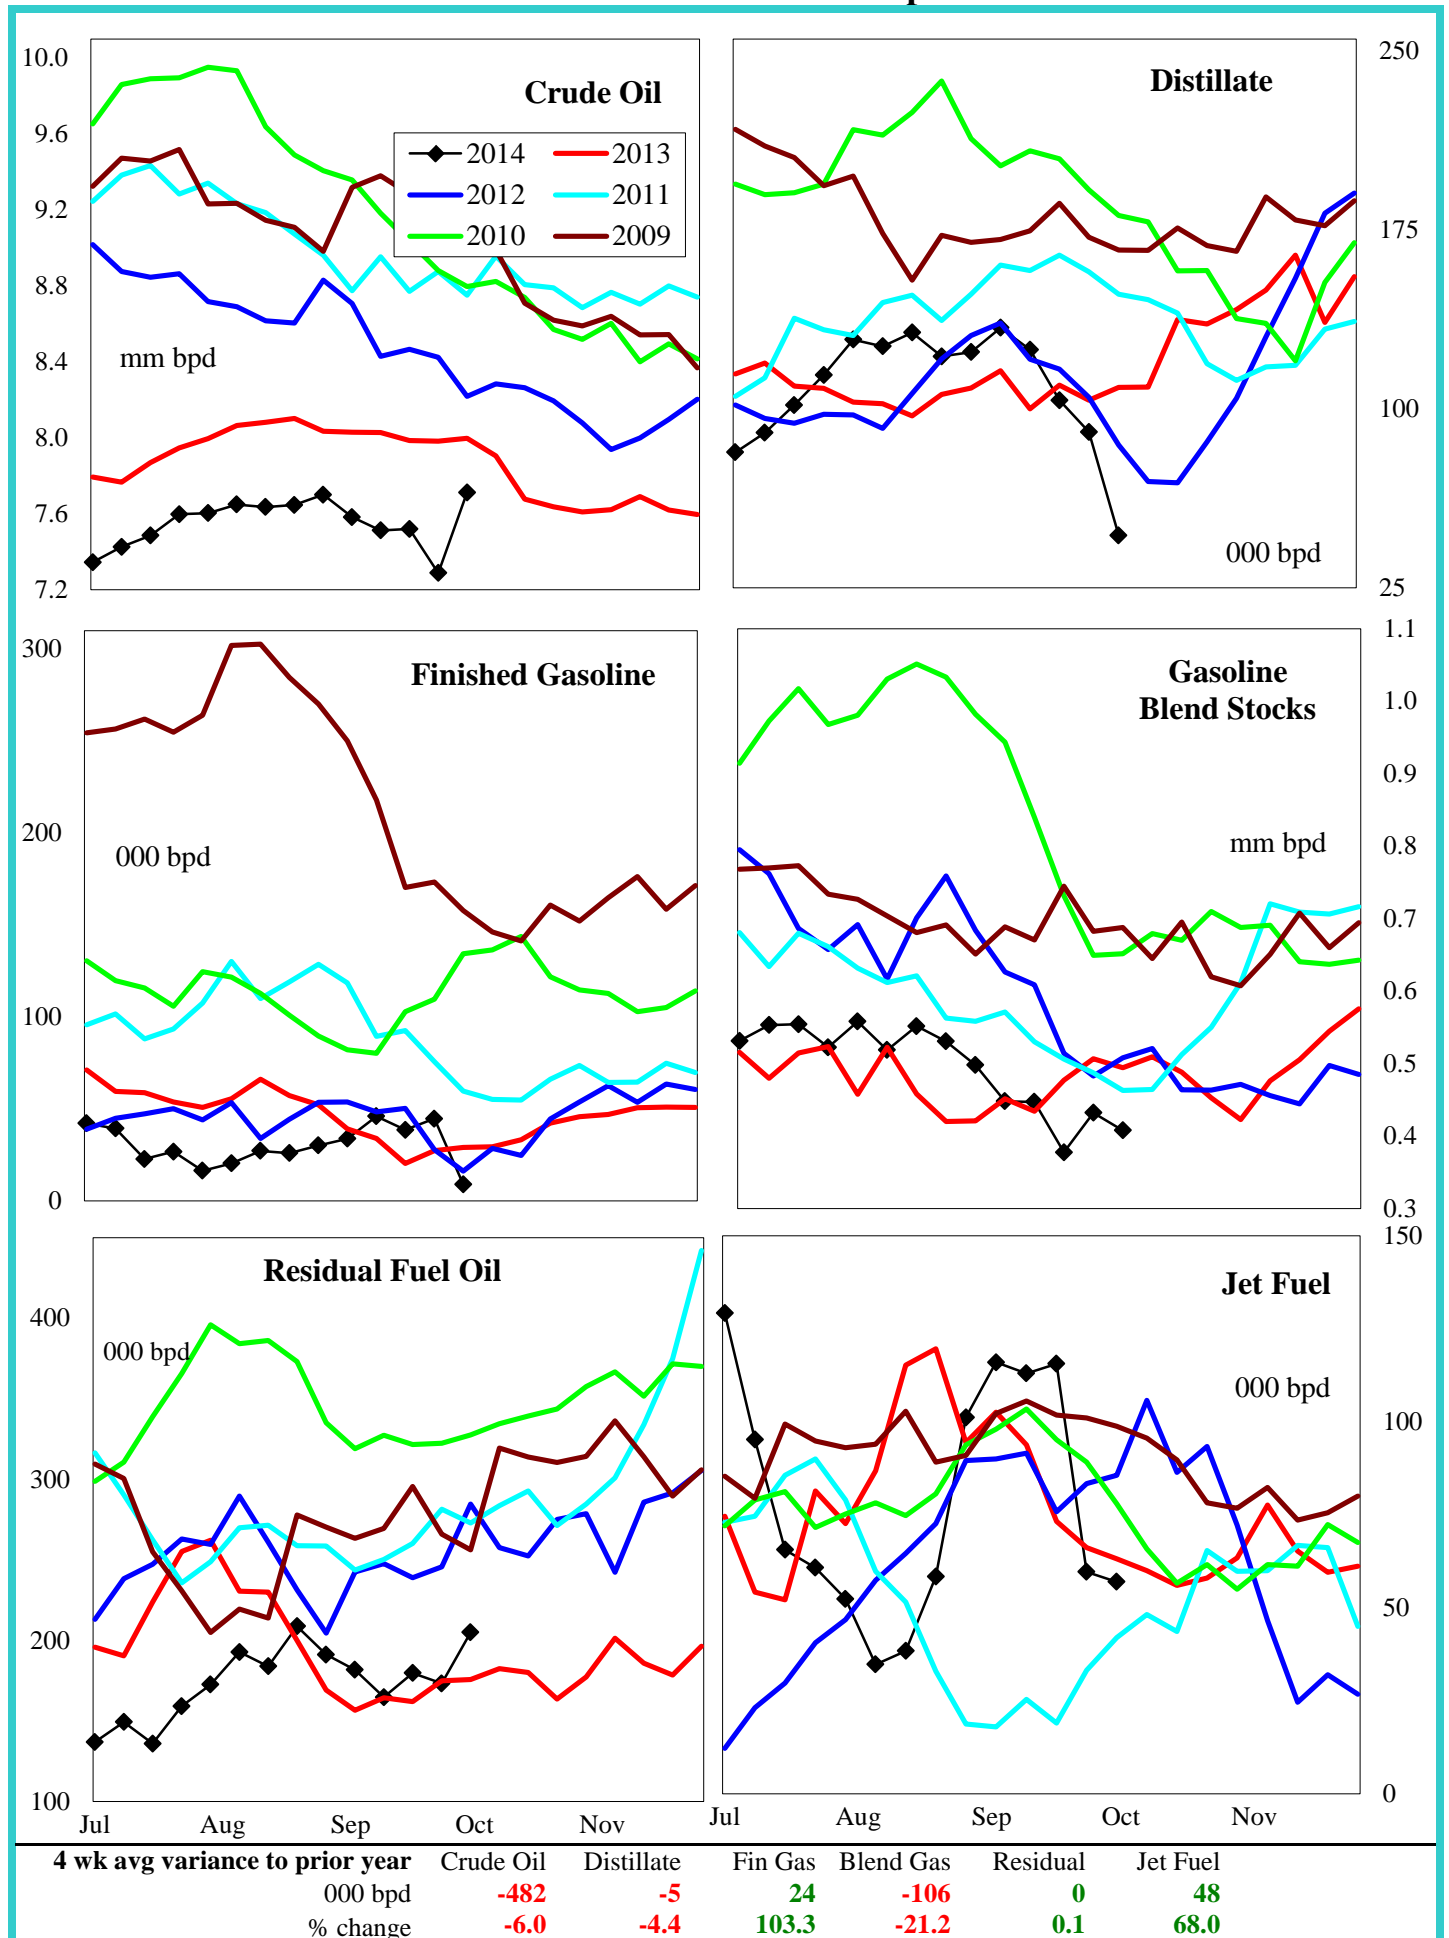 10.0
9.6
9.2
8.8
8.4
8.0
7.6
7.2
Crude Oil
2014 2013
2012 2011
2010 2009
mm bpd
Distillate
000 bpd
250
175
100
25
300
200
100
0
Finished Gasoline
000 bpd
Gasoline
Blend Stocks
mm bpd
1.1
1.0
0.9
0.8
0.7
0.6
0.5
0.4
0.3
400
300
200
100
Residual Fuel Oil
000 bpd
Jul Aug Sep Oct Nov
Jet Fuel
000 bpd
150
100
50
0
Jul Aug Sep Oct Nov
4 wk avg variance to prior year Crude Oil Distillate Fin Gas Blend Gas Residual Jet Fuel
000 bpd -482 -5 24 -106 0 48
% change -6.0 -4.4 103.3 -21.2 0.1 68.0